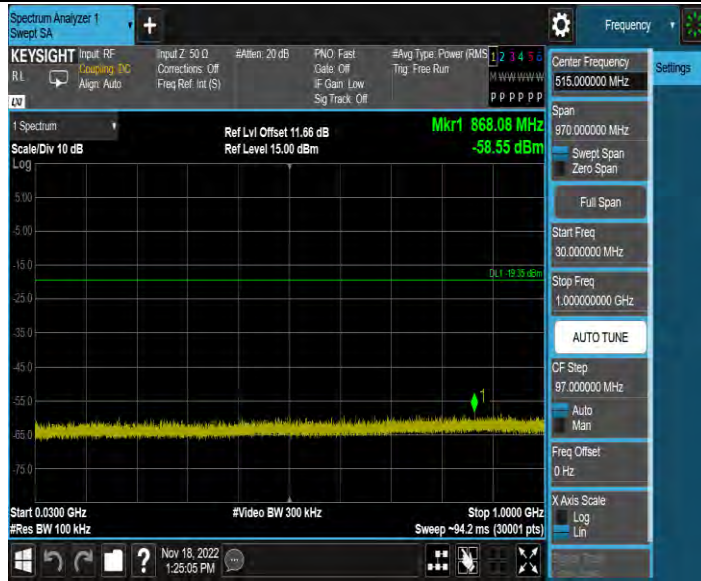 Spectrum Analyzer 1
Swept SA
+
Frequency
KEYSIGHT
RL
LXI
Input: RF
Coupling: DC
Align: Auto
Input Z: 50 Ω
Corrections: Off
Freq Ref: Int (S)
#Atten: 20 dB
PNO: Fast
Gate: Off
IF Gain: Low
Sig Track: Off
#Avg Type: Power (RMS
Trig: Free Run
1 2 3 4 5 6
M W W W W W
P P P P P P
Center Frequency
515.000000 MHz
Settings
Span
970.000000 MHz
Swept Span
Zero Span
Full Span
Start Freq
30.000000 MHz
Stop Freq
1.000000000 GHz
AUTO TUNE
CF Step
97.000000 MHz
Auto
Man
Freq Offset
0 Hz
X Axis Scale
Log
Lin
1 Spectrum
Scale/Div 10 dB
Log
Ref Lvl Offset 11.66 dB
Ref Level 15.00 dBm
Mkr1 868.08 MHz
-58.55 dBm
5.00
-5.00
-15.0
DL1 -19.35 dBm
-25.0
-35.0
-45.0
1
-55.0
-65.0
-75.0
Start 0.0300 GHz
#Video BW 300 kHz
Stop 1.0000 GHz
#Res BW 100 kHz
Sweep ~94.2 ms (30001 pts)
?
Nov 18, 2022
1:25:05 PM